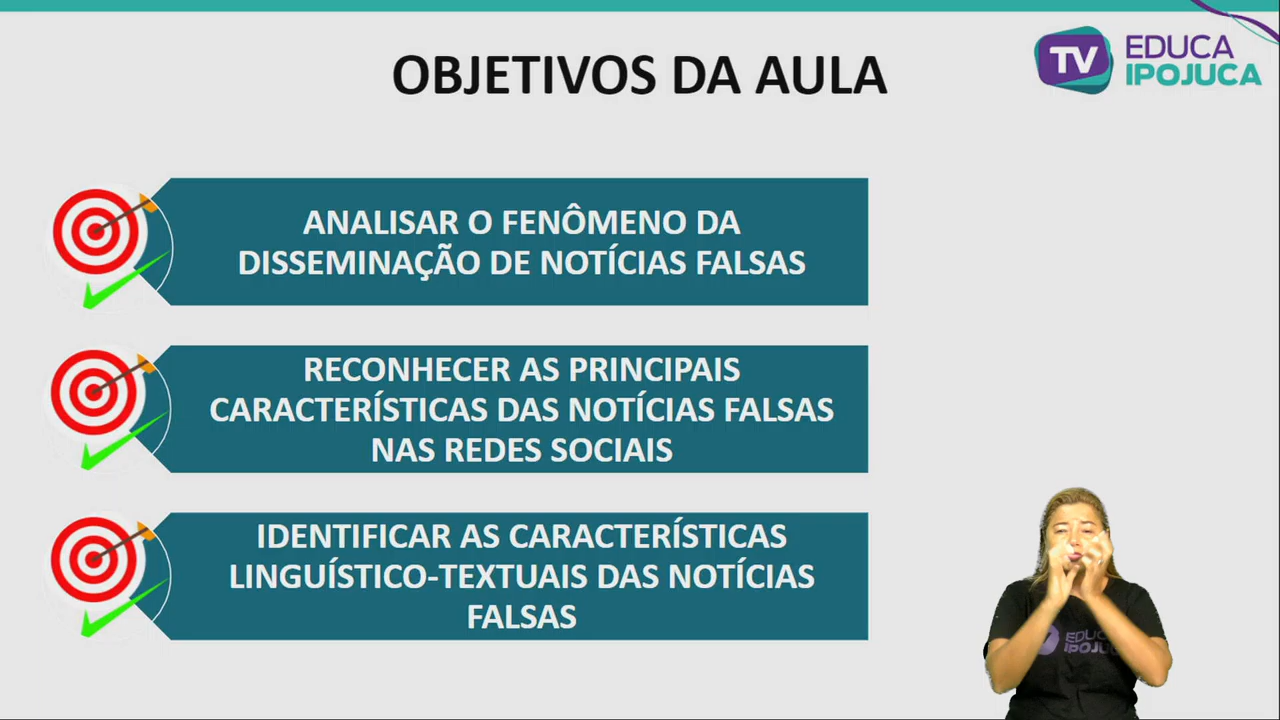 OBJETIVOS DA AULA
TV
EDUCA
IPOJUCA
ANALISAR O FENÔMENO DA
DISSEMINAÇÃO DE NOTÍCIAS FALSAS
RECONHECER AS PRINCIPAIS
CARACTERÍSTICAS DAS NOTÍCIAS FALSAS
NAS REDES SOCIAIS
IDENTIFICAR AS CARACTERÍSTICAS
LINGUÍSTICO-TEXTUAIS DAS NOTÍCIAS
FALSAS